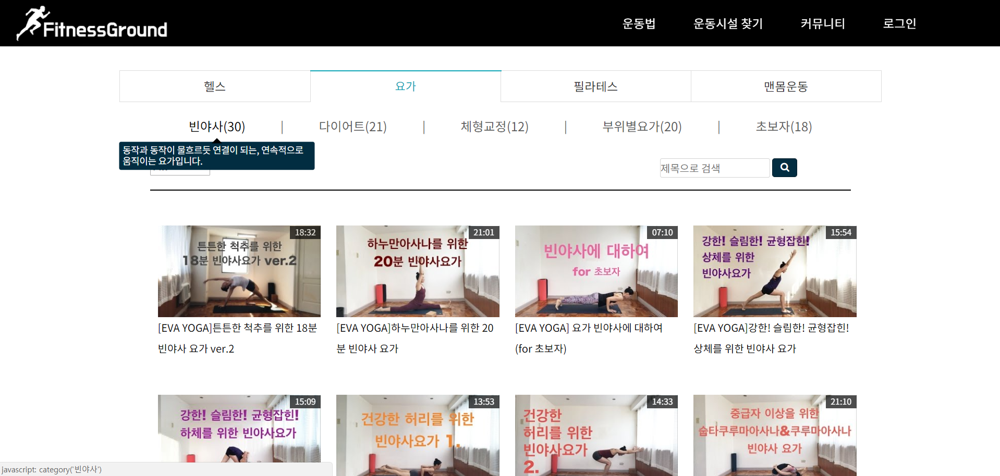 FitnessGround
운동법 운동시설 찾기 커뮤니티 로그인
헬스 요가 필라테스 맨몸운동
빈야사(30) | 다이어트(21) | 체형교정(12) | 부위별요가(20) | 초보자(18)
동작과 동작이 물흐르듯 연결이 되는, 연속적으로
움직이는 요가입니다.
제목으로 검색
18:32
튼튼한 척추를 위한
18분 빈야사요가 ver.2
21:01
하누만아사나를 위한
20분 빈야사요가
07:10
빈야사에 대하여
for 초보자
15:54
강한! 슬림한! 균형잡힌!
상체를 위한
빈야사요가
[EVA YOGA]튼튼한 척추를 위한 18분
빈야사 요가 ver.2
[EVA YOGA]하누만아사나를 위한 20
분 빈야사 요가
[EVA YOGA] 요가 빈야사에 대하여
(for 초보자)
[EVA YOGA]강한! 슬림한! 균형잡힌!
상체를 위한 빈야사 요가
15:09
강한! 슬림한! 균형잡힌!
하체를 위한 빈야사요가
13:53
건강한 허리를 위한
빈야사요가 1.
14:33
건강한
허리를 위한
빈야사요가
2.
21:10
중급자 이상을 위한
숩타쿠루마아사나&쿠루마아사나
빈야사 요가
javascript: category('빈야사')